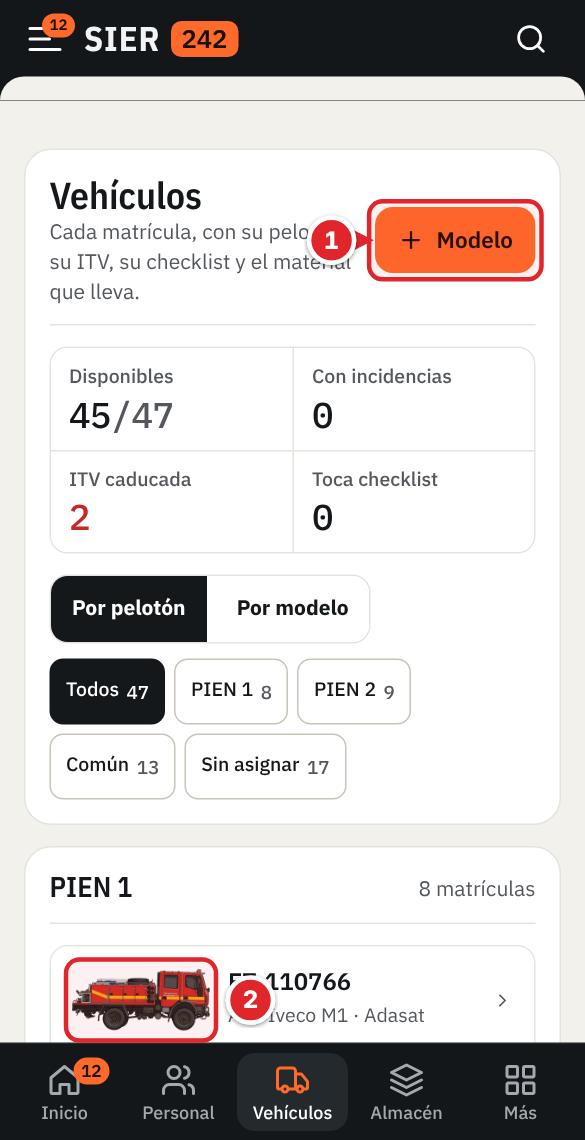 12
SIER 242
Vehículos
Cada matrícula, con su
su ITV, su checklist y el material
que lleva.
1
+ Modelo
Disponibles
45/47
Con incidencias
0
ITV caducada
2
Toca checklist
0
Por pelotón
Por modelo
Todos 47
PIEN 1 8
PIEN 2 9
Común 13
Sin asignar 17
PIEN 1
8 matrículas
2
110766
Iveco M1 · Adasat
12
Inicio
Personal
Vehículos
Almacén
Más